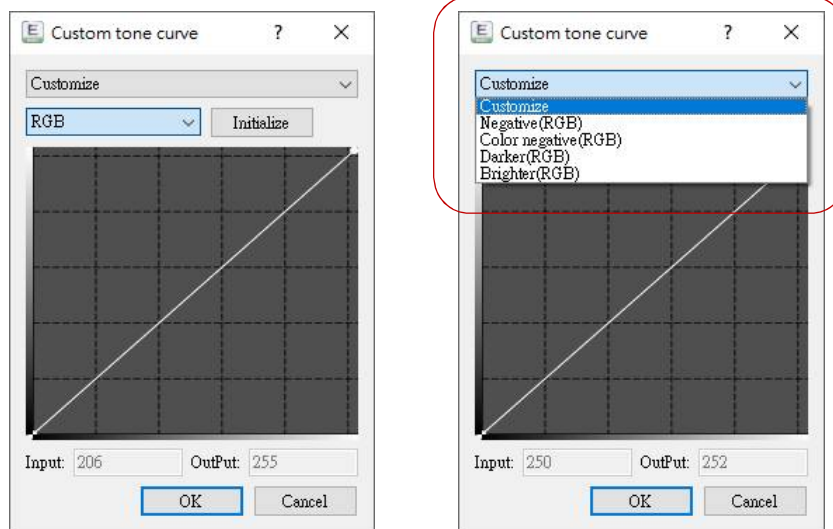 E Custom tone curve ? ×
Customize
RGB Initialize
Input: 206 OutPut: 255
OK Cancel
E Custom tone curve ? ×
Customize
Customize
Negative(RGB)
Color negative(RGB)
Darker(RGB)
Brighter(RGB)
Input: 250 OutPut: 252
OK Cancel